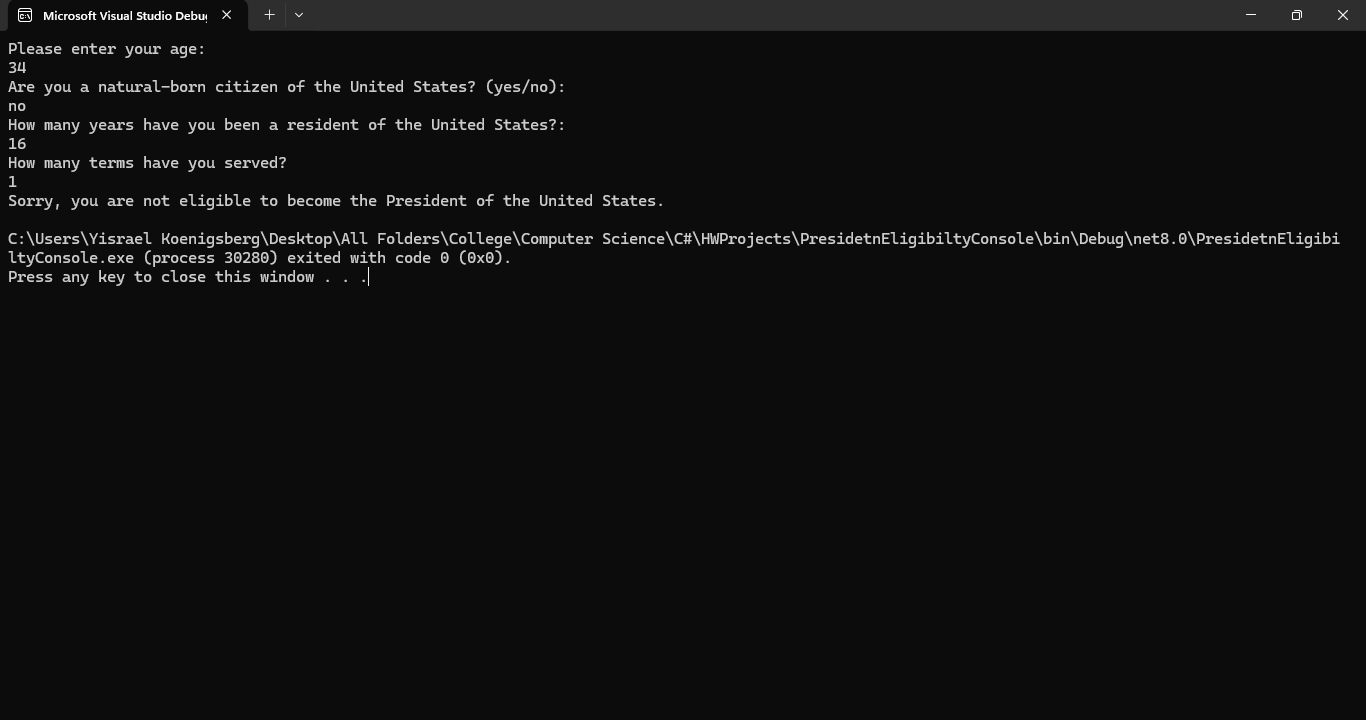 Microsoft Visual Studio Debu
Please enter your age:
34
Are you a natural-born citizen of the United States? (yes/no):
no
How many years have you been a resident of the United States?:
16
How many terms have you served?
1
Sorry, you are not eligible to become the President of the United States.
C:\Users\Yisrael Koenigsberg\Desktop\All Folders\College\Computer Science\C#\HWProjects\PresidetnEligibiltyConsole\bin\Debug\net8.0\PresidetnEligibi
ltyConsole.exe (process 30280) exited with code 0 (0x0).
Press any key to close this window . . .